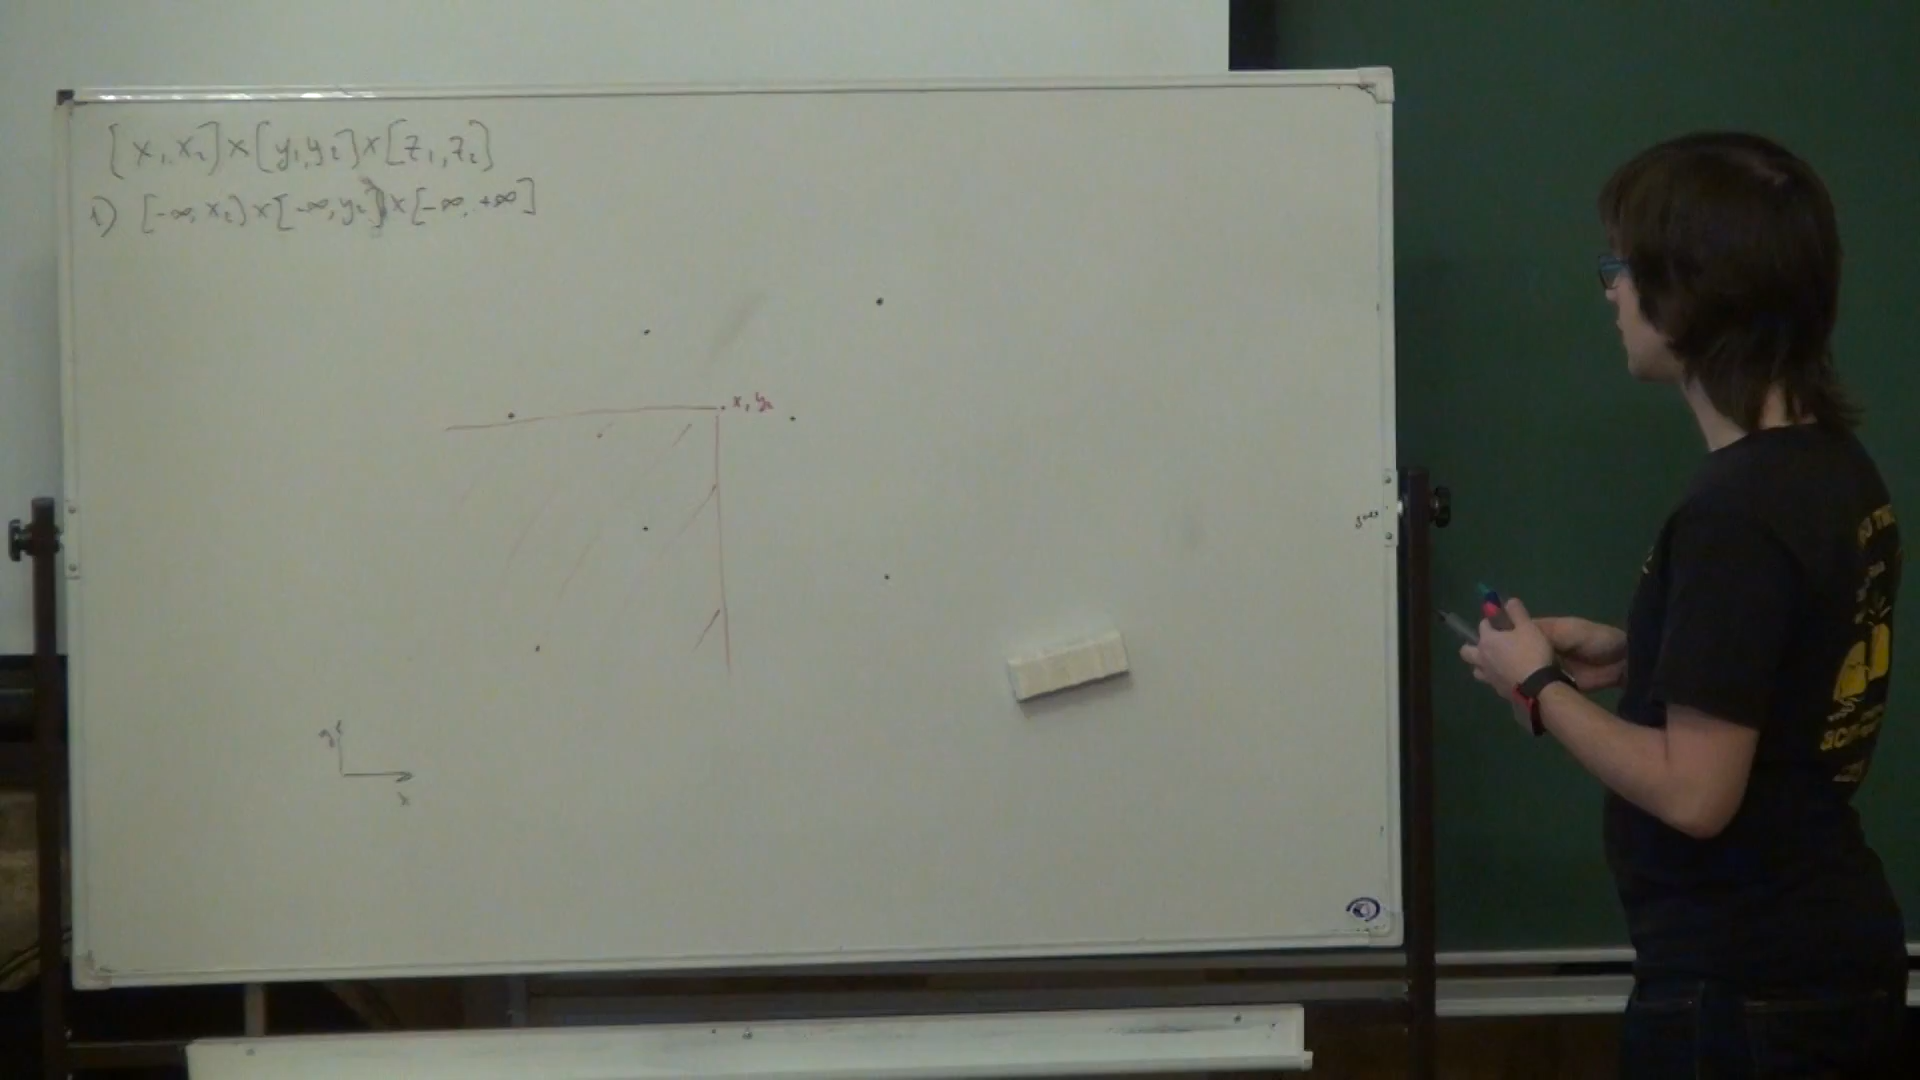 [x₁, x₂] × [y₁, y₂] × [z₁, z₂]
1) [-∞, x₂) × [-∞, y₂] × [-∞, +∞]
x, y₂
y
x